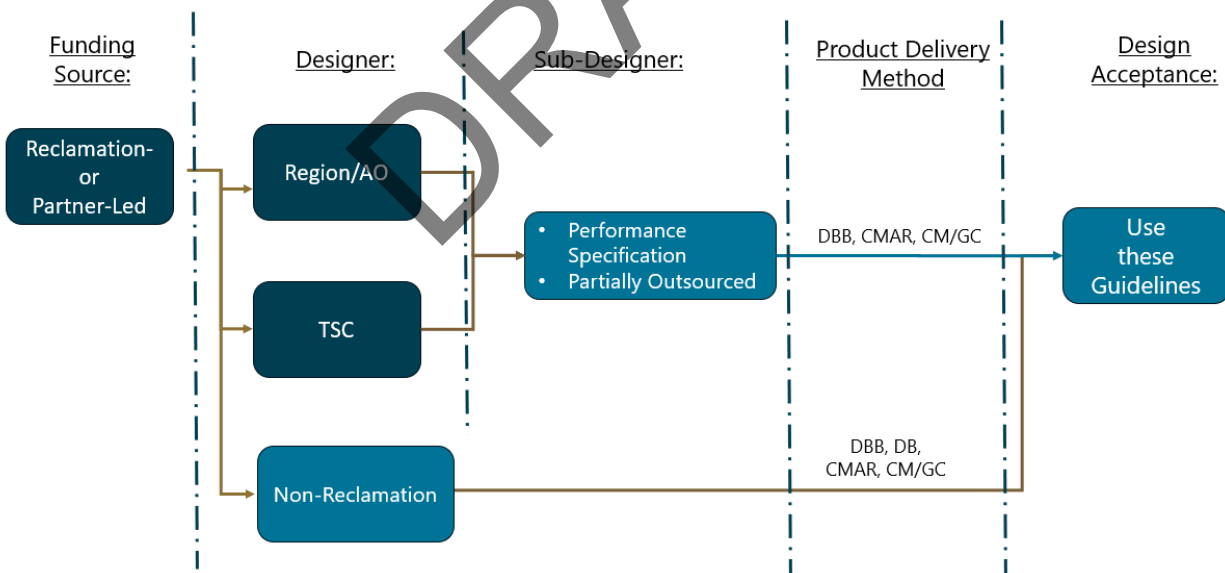 Funding
Source:
Designer:
Sub-Designer:
Product Delivery
Method
Design
Acceptance:
Reclamation-
or
Partner-Led
Region/AO
TSC
Non-Reclamation
• Performance
Specification
• Partially Outsourced
DBB, CMAR, CM/GC
DBB, DB,
CMAR, CM/GC
Use
these
Guidelines